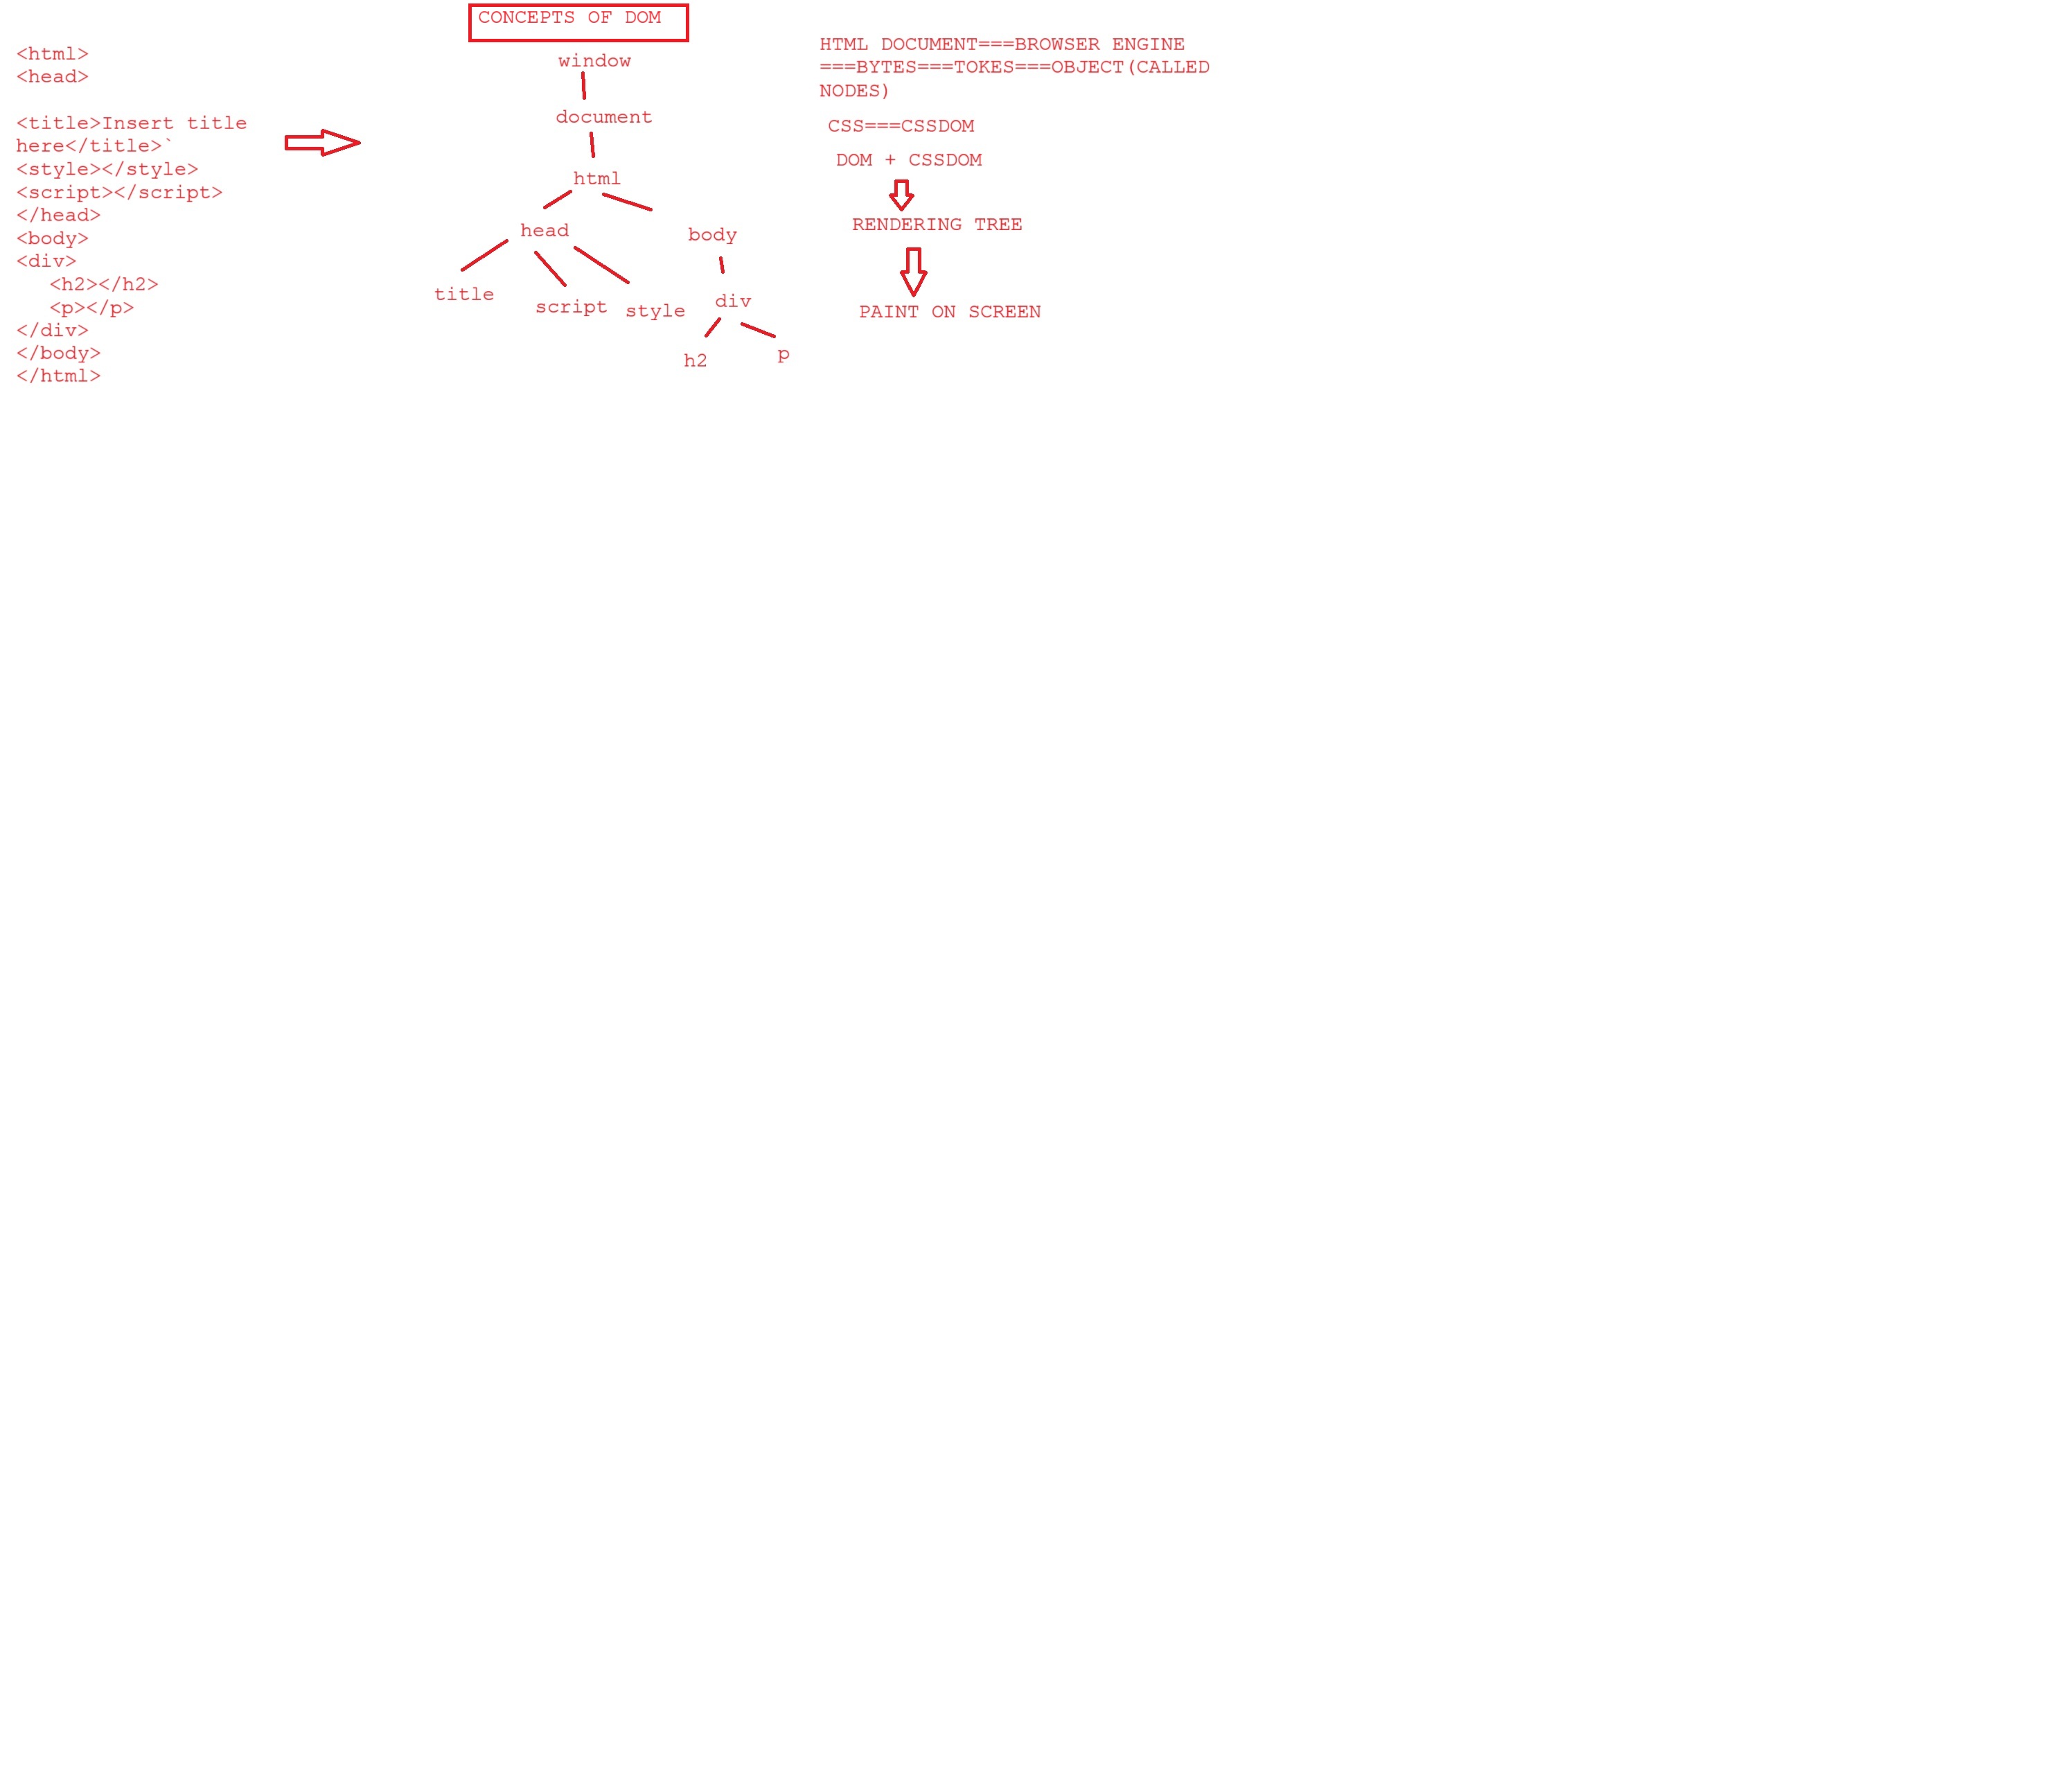 CONCEPTS OF DOM
<html>
<head>
<title>Insert title
here</title>`
<style></style>
<script></script>
</head>
<body>
<div>
<h2></h2>
<p></p>
</div>
</body>
</html>
window
document
html
head
body
title
script
style
div
h2
p
HTML DOCUMENT===BROWSER ENGINE
===BYTES===TOKES===OBJECT(CALLED
NODES)
CSS===CSSDOM
DOM + CSSDOM
RENDERING TREE
PAINT ON SCREEN